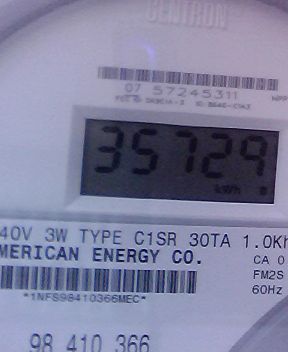 CENTRON
07 57245311
35729
kWh
40V 3W TYPE C1SR 30TA 1.0Kh
MERICAN ENERGY CO.
CA 0
FM2S
60Hz
*1NFS98410366MEC*
98 410 366